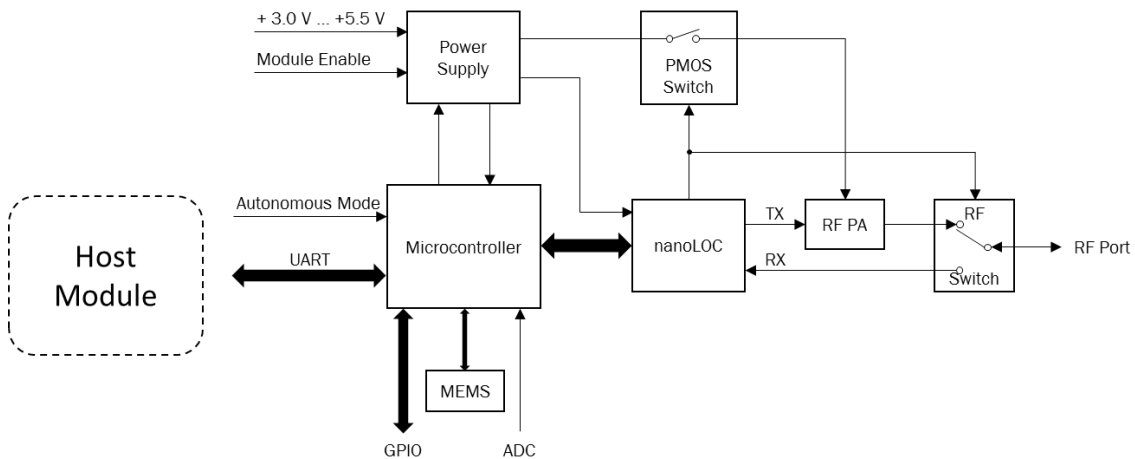 + 3.0 V ... +5.5 V
Module Enable
Power
Supply
PMOS
Switch
Host
Module
Autonomous Mode
UART
Microcontroller
nanoLOC
TX
RX
RF PA
RF
Switch
RF Port
MEMS
GPIO
ADC